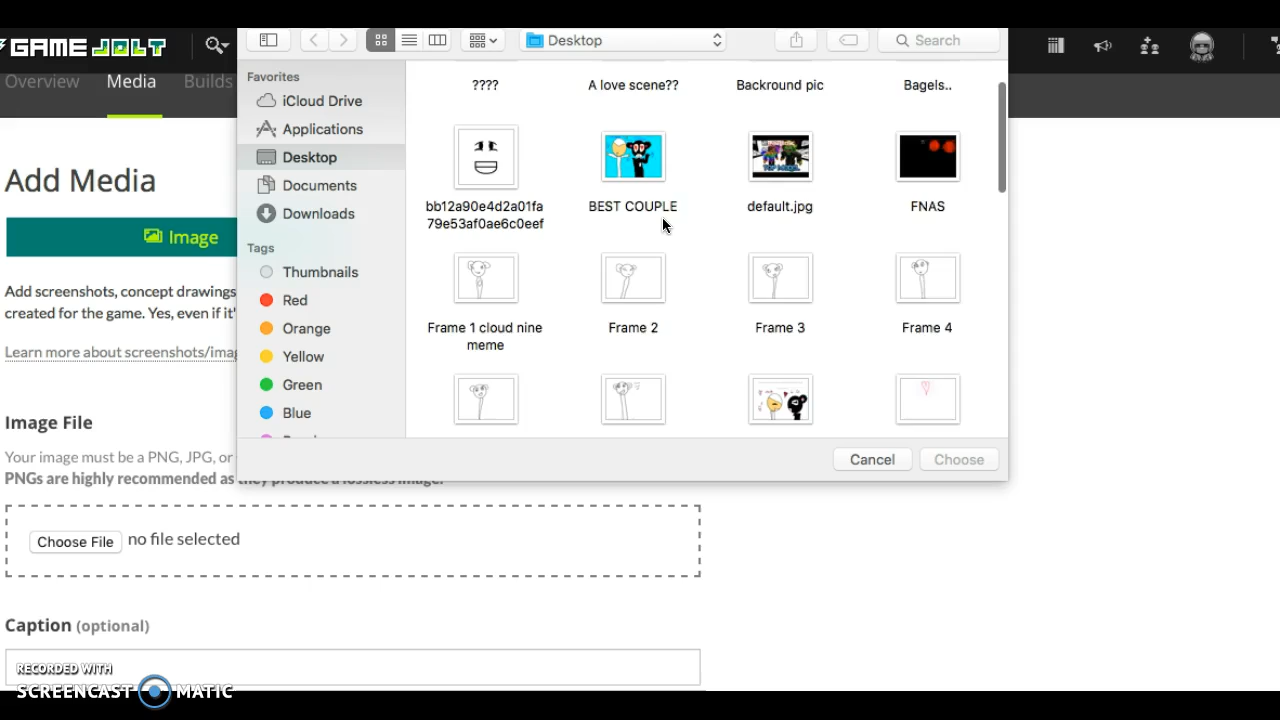 GAME JOLT
Desktop
Search
Overview
Media
Builds
Favorites
iCloud Drive
Applications
Desktop
Documents
Downloads
Tags
Thumbnails
Red
Orange
Yellow
Green
Blue
????
A love scene??
Backround pic
Bagels..
bb12a90e4d2a01fa
79e53af0ae6c0eef
BEST COUPLE
default.jpg
FNAS
Frame 1 cloud nine
meme
Frame 2
Frame 3
Frame 4
Cancel
Choose
Add Media
Image
Add screenshots, concept drawings
created for the game. Yes, even if it'
Learn more about screenshots/imag
Image File
Your image must be a PNG, JPG, or
PNGs are highly recommended as they produce a lossless image.
Choose File
no file selected
Caption (optional)
RECORDED WITH
SCREENCAST MATIC